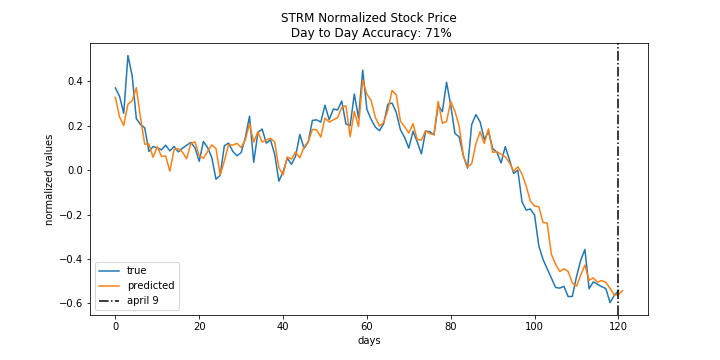 STRM Normalized Stock Price
Day to Day Accuracy: 71%
normalized values
0.4
0.2
0.0
−0.2
−0.4
−0.6
true
predicted
april 9
0
20
40
60
80
100
120
days